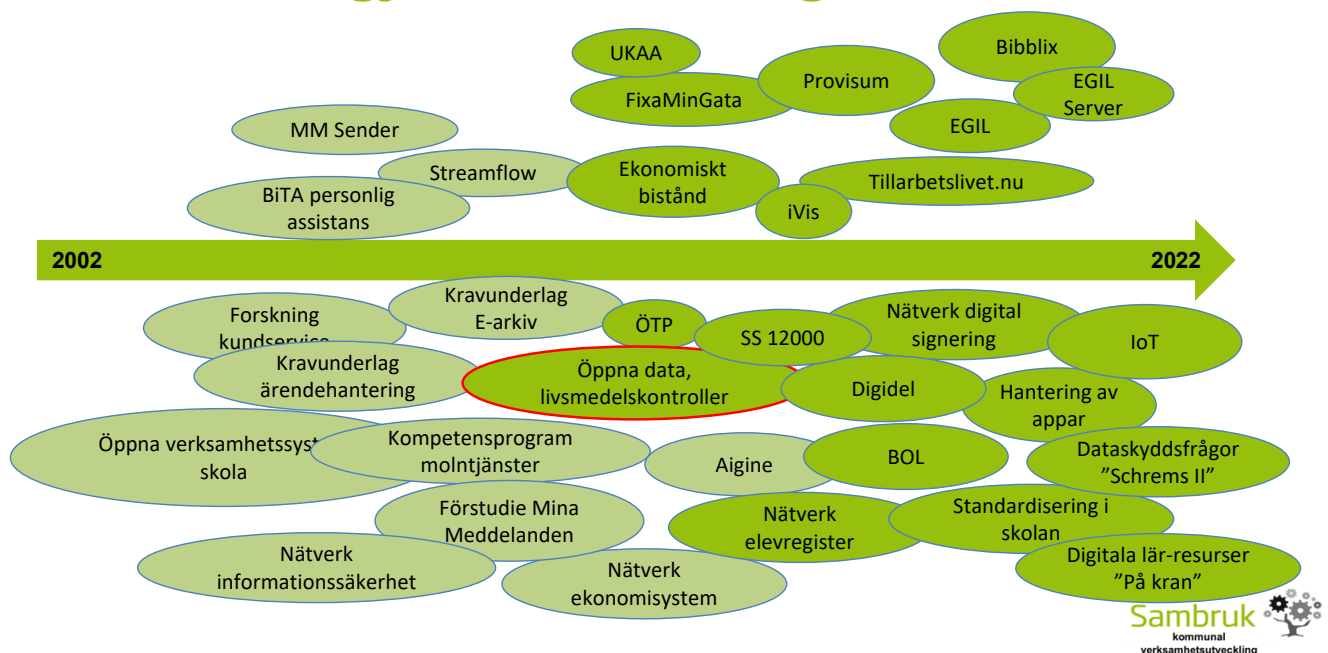 UKAA
Bibblix
Provisum
EGIL
Server
FixaMinGata
MM Sender
EGIL
Streamflow
Ekonomiskt
bistånd
Tillarbetslivet.nu
BiTA personlig
assistans
iVis
2002
2022
Kravunderlag
E-arkiv
Forskning
kundservice
ÖTP
SS 12000
Nätverk digital
signering
IoT
Kravunderlag
ärendehantering
Öppna data,
livsmedelskontroller
Digidel
Hantering av
appar
Öppna verksamhetssyst
skola
Kompetensprogram
molntjänster
Aigine
BOL
Dataskyddsfrågor
”Schrems II”
Förstudie Mina
Meddelanden
Nätverk
elevregister
Standardisering i
skolan
Nätverk
informationssäkerhet
Nätverk
ekonomisystem
Digitala lär-resurser
”På kran”
Sambruk
kommunal
verksamhetsutveckling